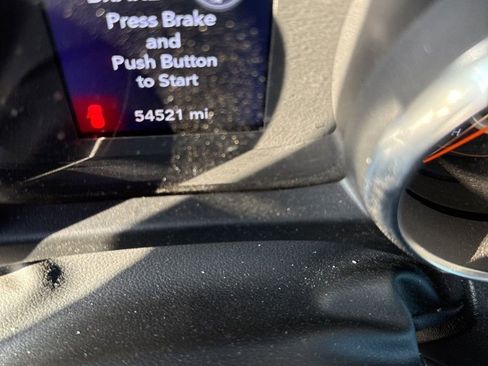 Press Brake
and
Push Button
to Start
54521 mi
H